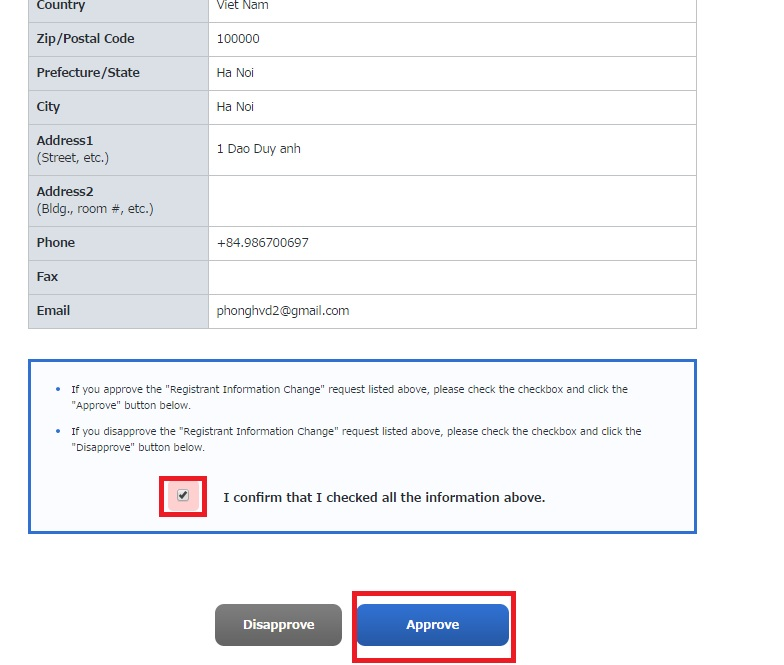 Country Viet Nam
Zip/Postal Code 100000
Prefecture/State Ha Noi
City Ha Noi
Address1
(Street, etc.) 1 Dao Duy anh
Address2
(Bldg., room #, etc.)
Phone +84.986700697
Fax
Email phonghvd2@gmail.com
• If you approve the "Registrant Information Change" request listed above, please check the checkbox and click the
"Approve" button below.
• If you disapprove the "Registrant Information Change" request listed above, please check the checkbox and click the
"Disapprove" button below.
I confirm that I checked all the information above.
Disapprove Approve